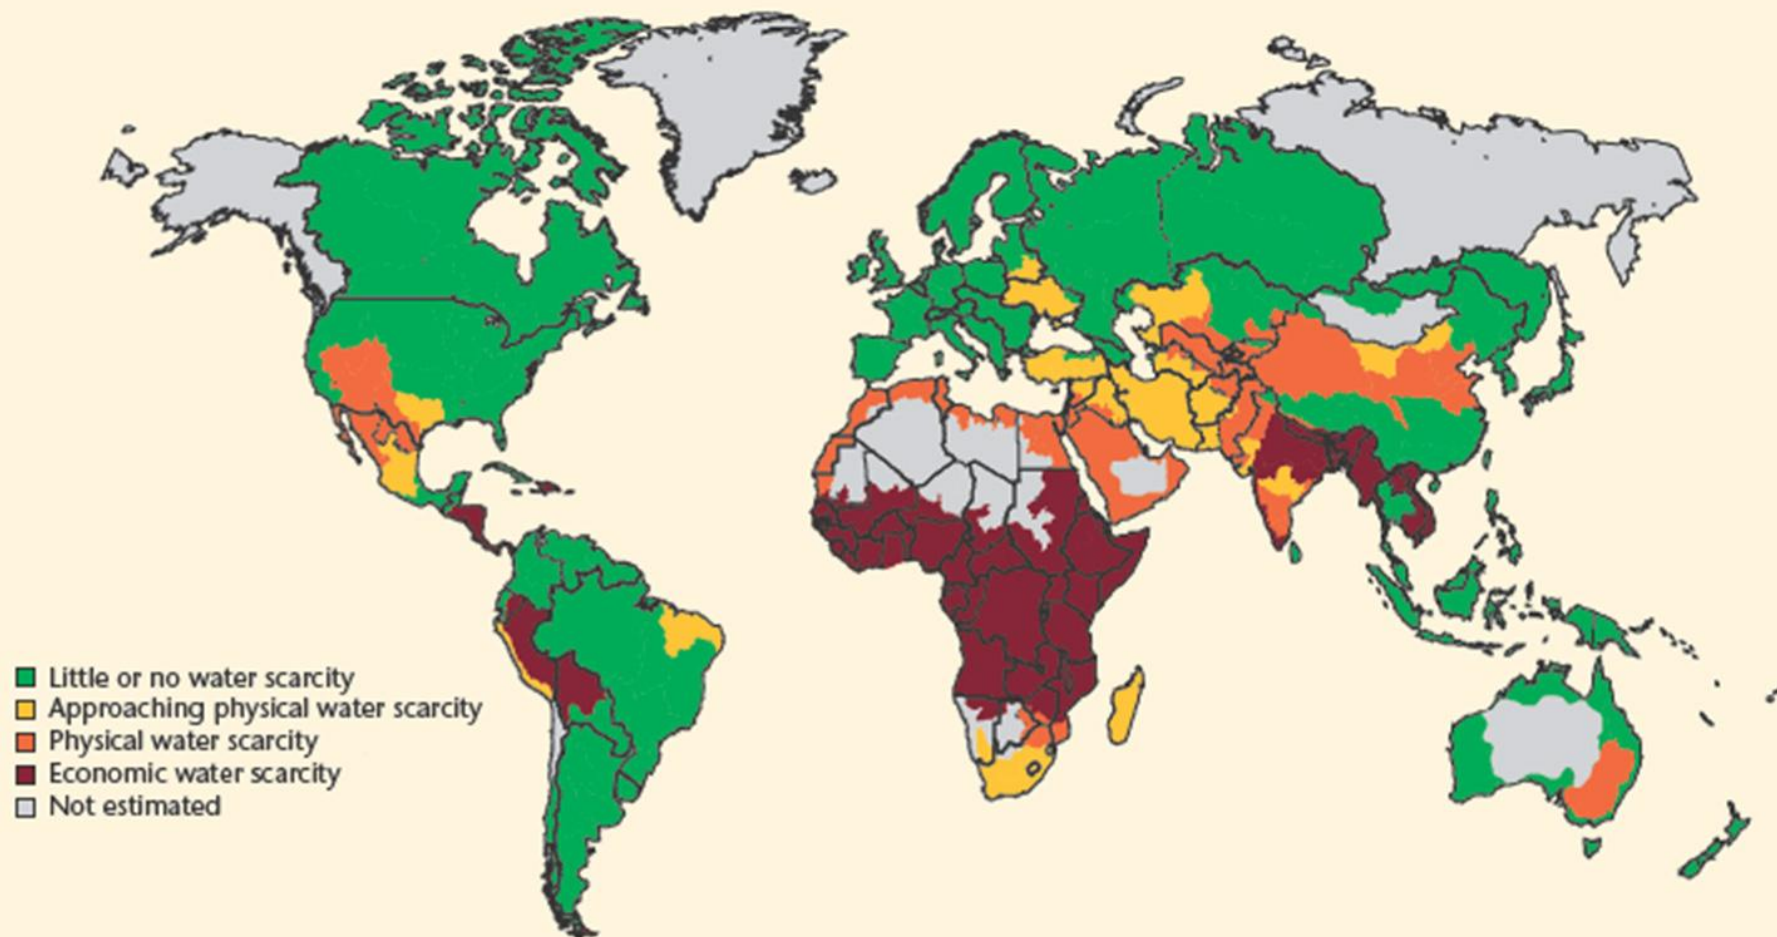 Little or no water scarcity
Approaching physical water scarcity
Physical water scarcity
Economic water scarcity
Not estimated